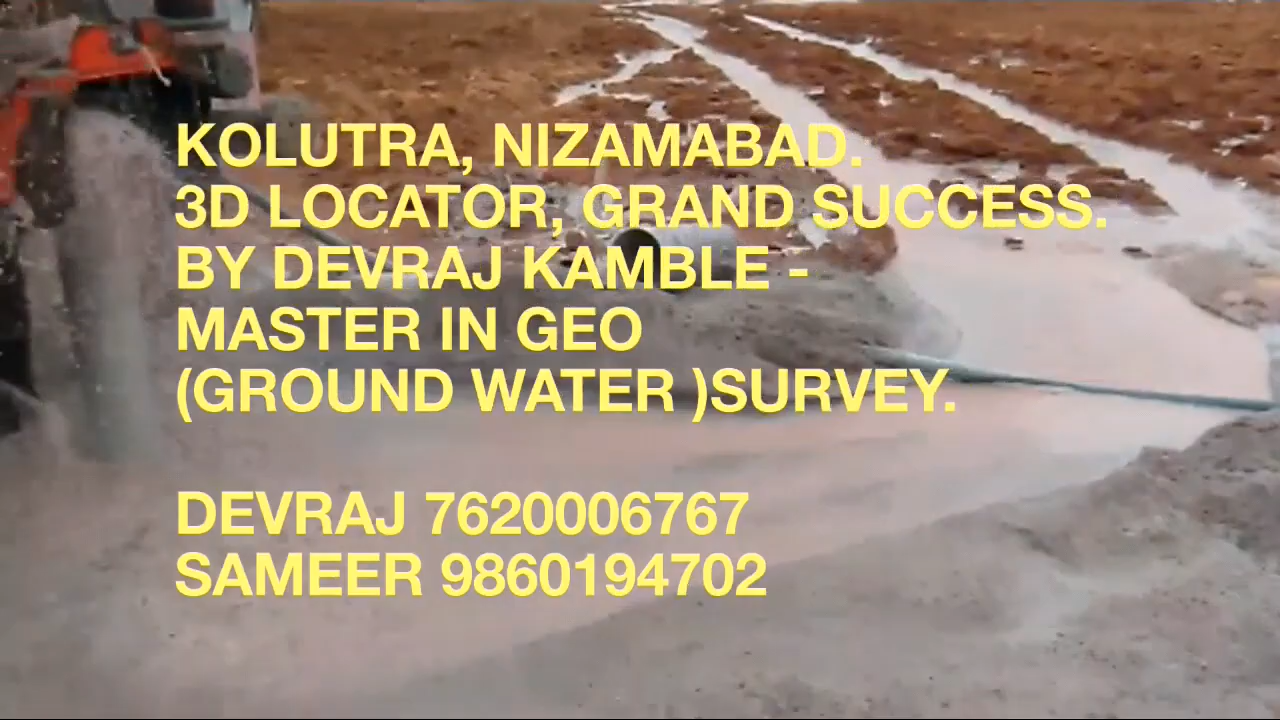 KOLUTRA, NIZAMABAD.
3D LOCATOR, GRAND SUCCESS.
BY DEVRAJ KAMBLE -
MASTER IN GEO
(GROUND WATER )SURVEY.
DEVRAJ 7620006767
SAMEER 9860194702